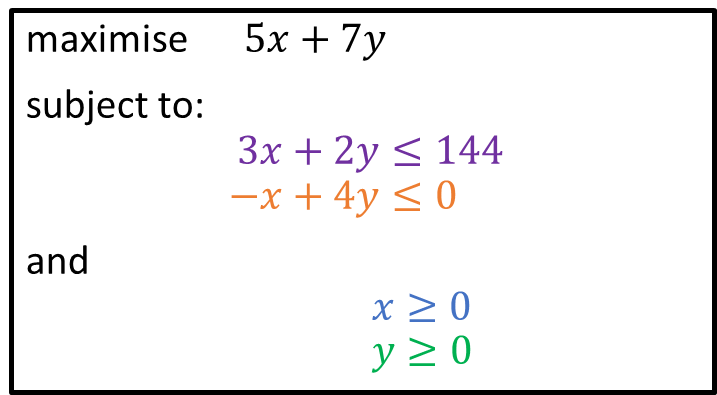 maximise 5x + 7y
subject to:
3x + 2y ≤ 144
−x + 4y ≤ 0
and
x ≥ 0
y ≥ 0